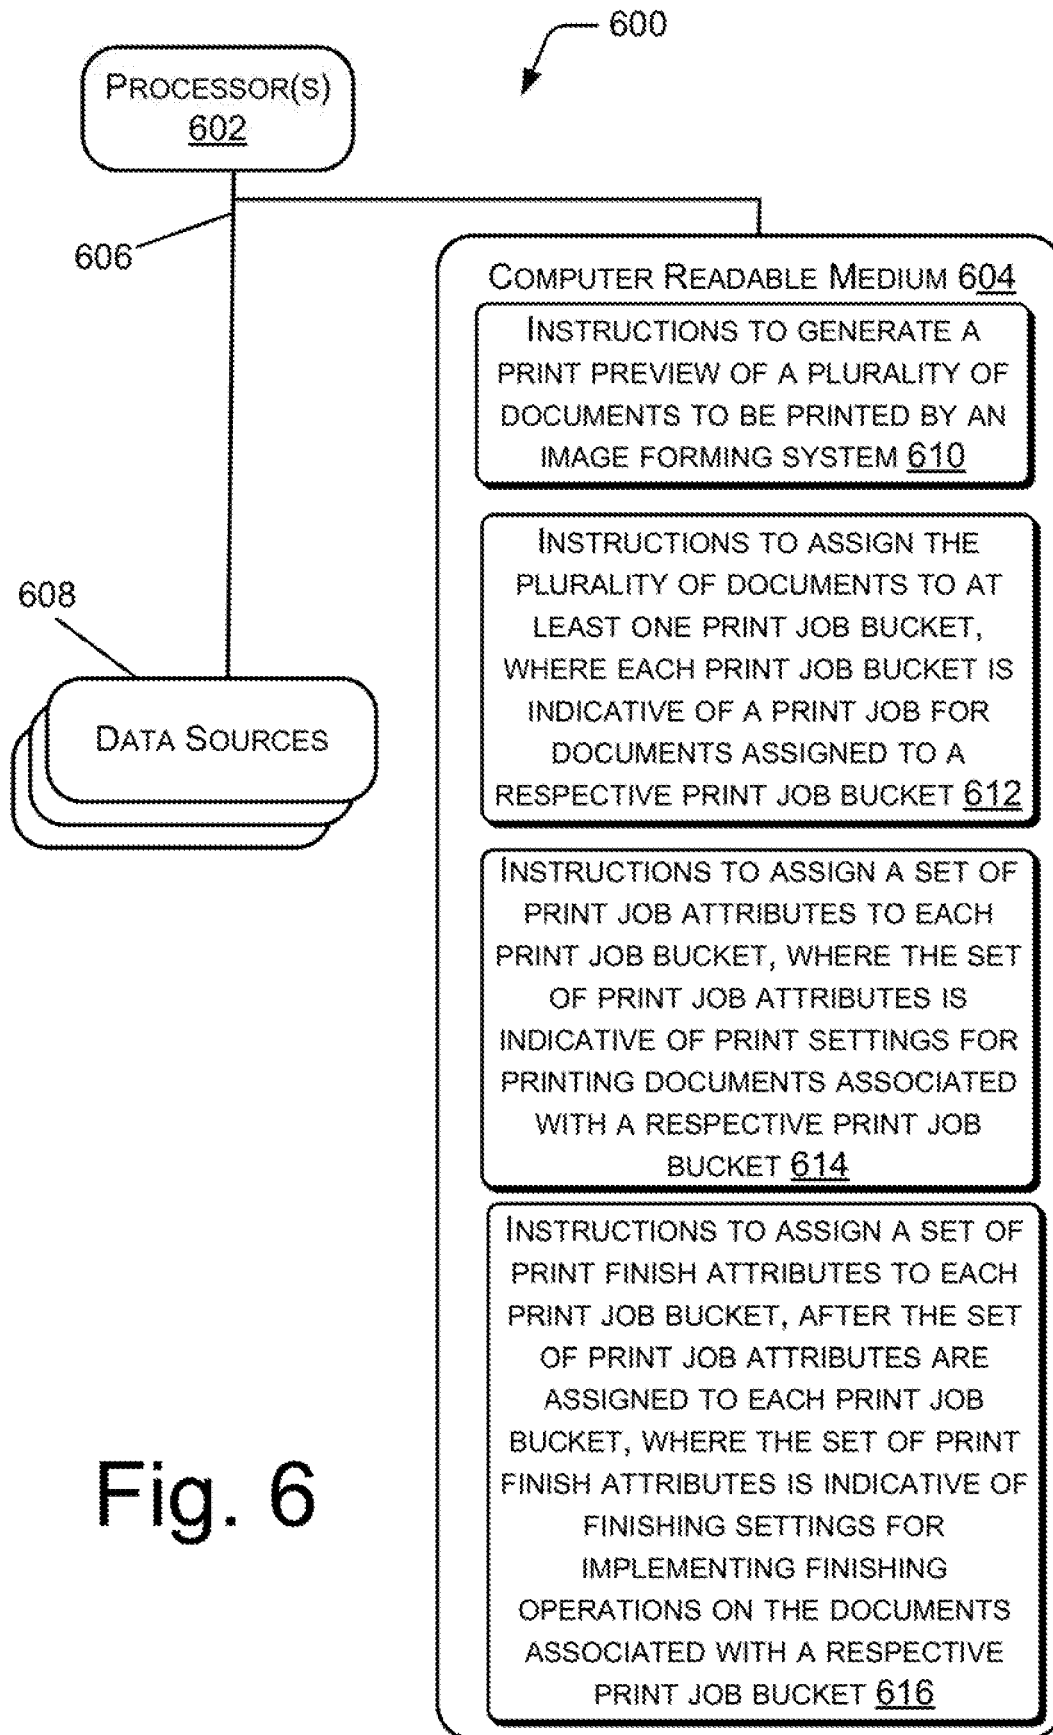 600
PROCESSOR(S)
602
606
COMPUTER READABLE MEDIUM 604
INSTRUCTIONS TO GENERATE A
PRINT PREVIEW OF A PLURALITY OF
DOCUMENTS TO BE PRINTED BY AN
IMAGE FORMING SYSTEM 610
INSTRUCTIONS TO ASSIGN THE
PLURALITY OF DOCUMENTS TO AT
LEAST ONE PRINT JOB BUCKET,
WHERE EACH PRINT JOB BUCKET IS
INDICATIVE OF A PRINT JOB FOR
DOCUMENTS ASSIGNED TO A
RESPECTIVE PRINT JOB BUCKET 612
608
DATA SOURCES
INSTRUCTIONS TO ASSIGN A SET OF
PRINT JOB ATTRIBUTES TO EACH
PRINT JOB BUCKET, WHERE THE SET
OF PRINT JOB ATTRIBUTES IS
INDICATIVE OF PRINT SETTINGS FOR
PRINTING DOCUMENTS ASSOCIATED
WITH A RESPECTIVE PRINT JOB
BUCKET 614
INSTRUCTIONS TO ASSIGN A SET OF
PRINT FINISH ATTRIBUTES TO EACH
PRINT JOB BUCKET, AFTER THE SET
OF PRINT JOB ATTRIBUTES ARE
ASSIGNED TO EACH PRINT JOB
BUCKET, WHERE THE SET OF PRINT
FINISH ATTRIBUTES IS INDICATIVE OF
FINISHING SETTINGS FOR
IMPLEMENTING FINISHING
OPERATIONS ON THE DOCUMENTS
ASSOCIATED WITH A RESPECTIVE
PRINT JOB BUCKET 616
Fig. 6